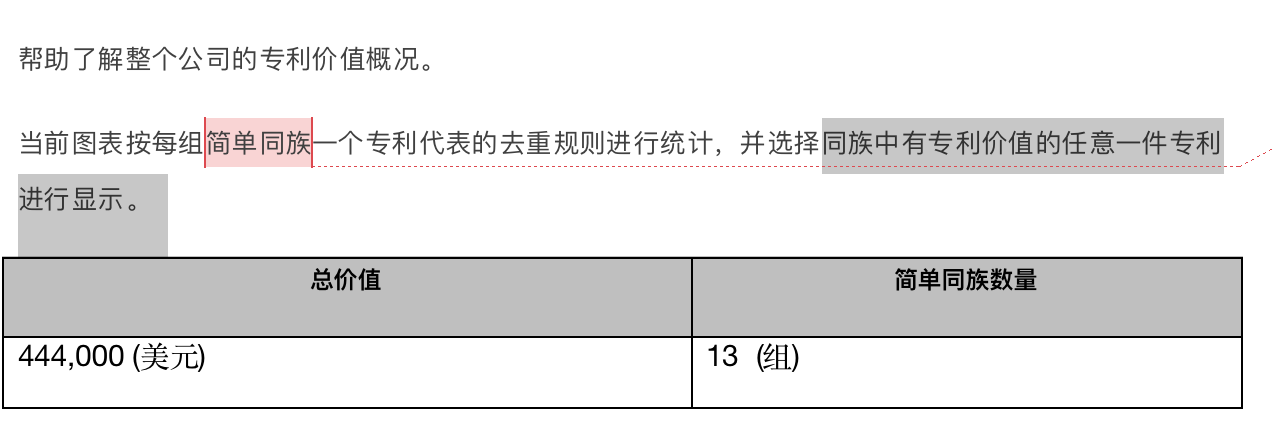 帮助了解整个公司的专利价值概况。
当前图表按每组简单同族一个专利代表的去重规则进行统计，并选择同族中有专利价值的任意一件专利
进行显示。
总价值 简单同族数量
444,000 (美元) 13 (组)